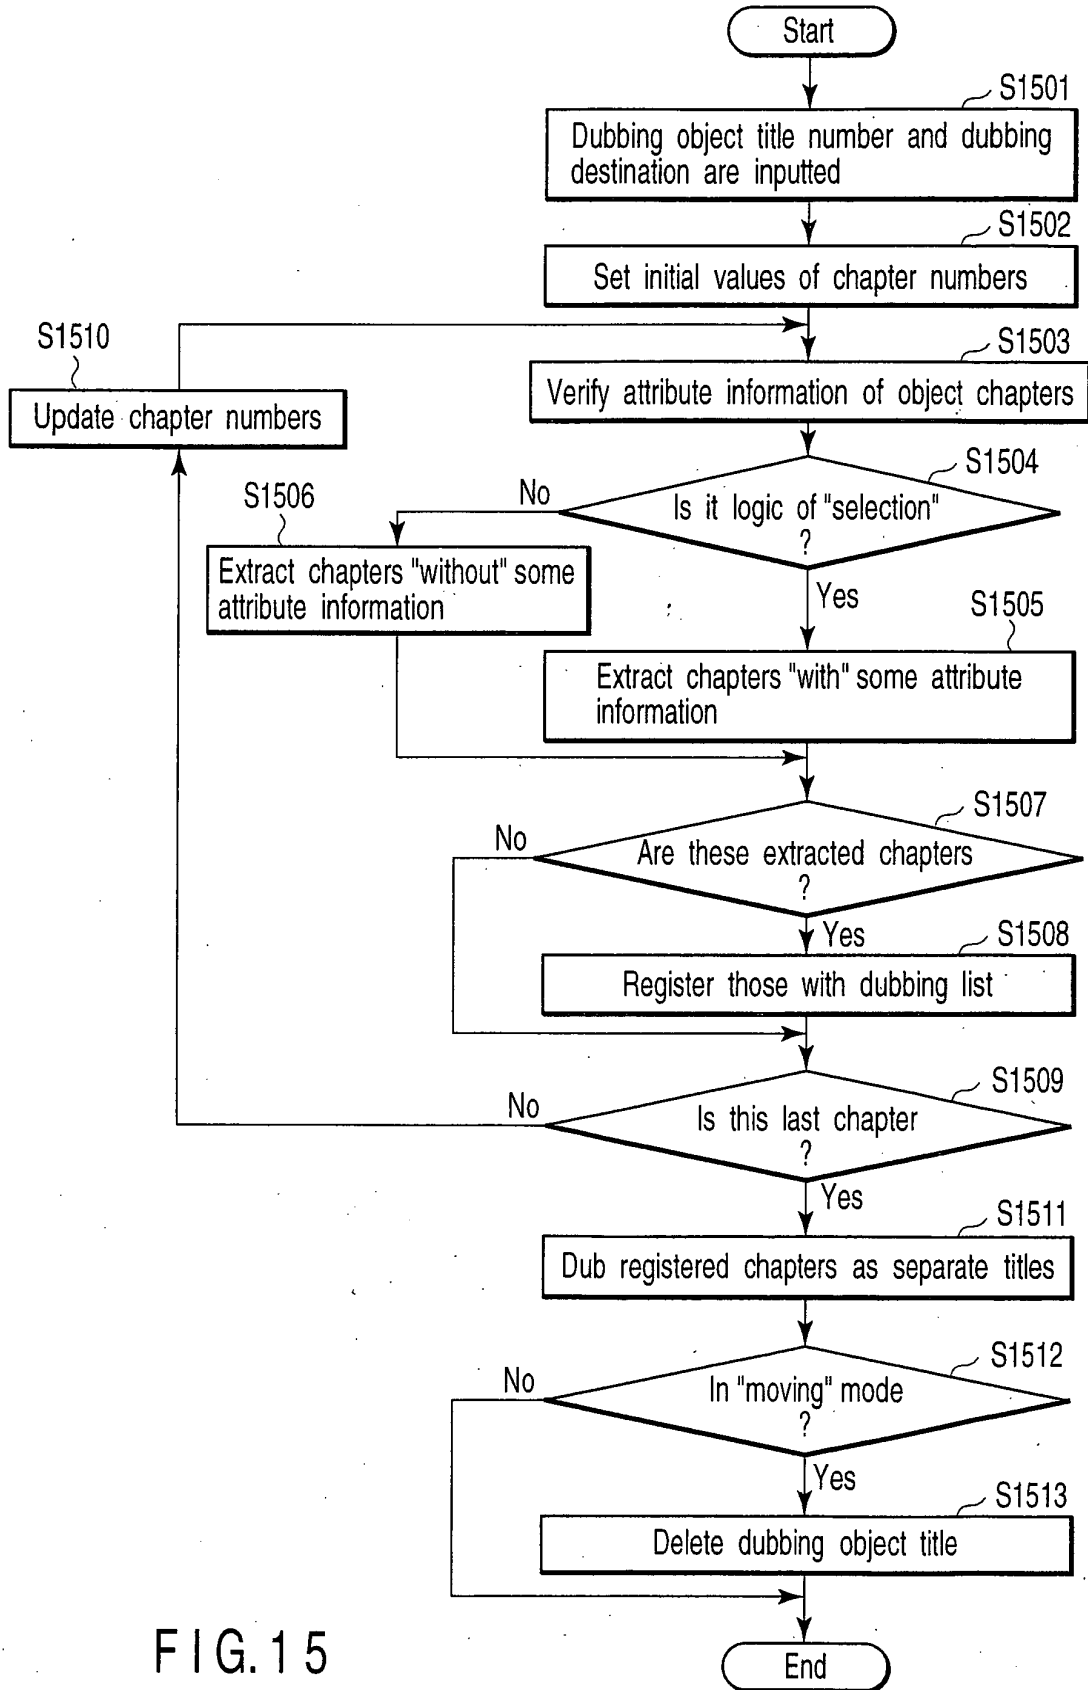 Start
S1501
Dubbing object title number and dubbing
destination are inputted
S1502
Set initial values of chapter numbers
S1510
Update chapter numbers
S1503
Verify attribute information of object chapters
S1504
Is it logic of "selection"
?
No
Yes
S1506
Extract chapters "without" some
attribute information
S1505
Extract chapters "with" some attribute
information
S1507
Are these extracted chapters
?
No
Yes
S1508
Register those with dubbing list
S1509
Is this last chapter
?
No
Yes
S1511
Dub registered chapters as separate titles
S1512
In "moving" mode
?
No
Yes
S1513
Delete dubbing object title
End
FIG.15